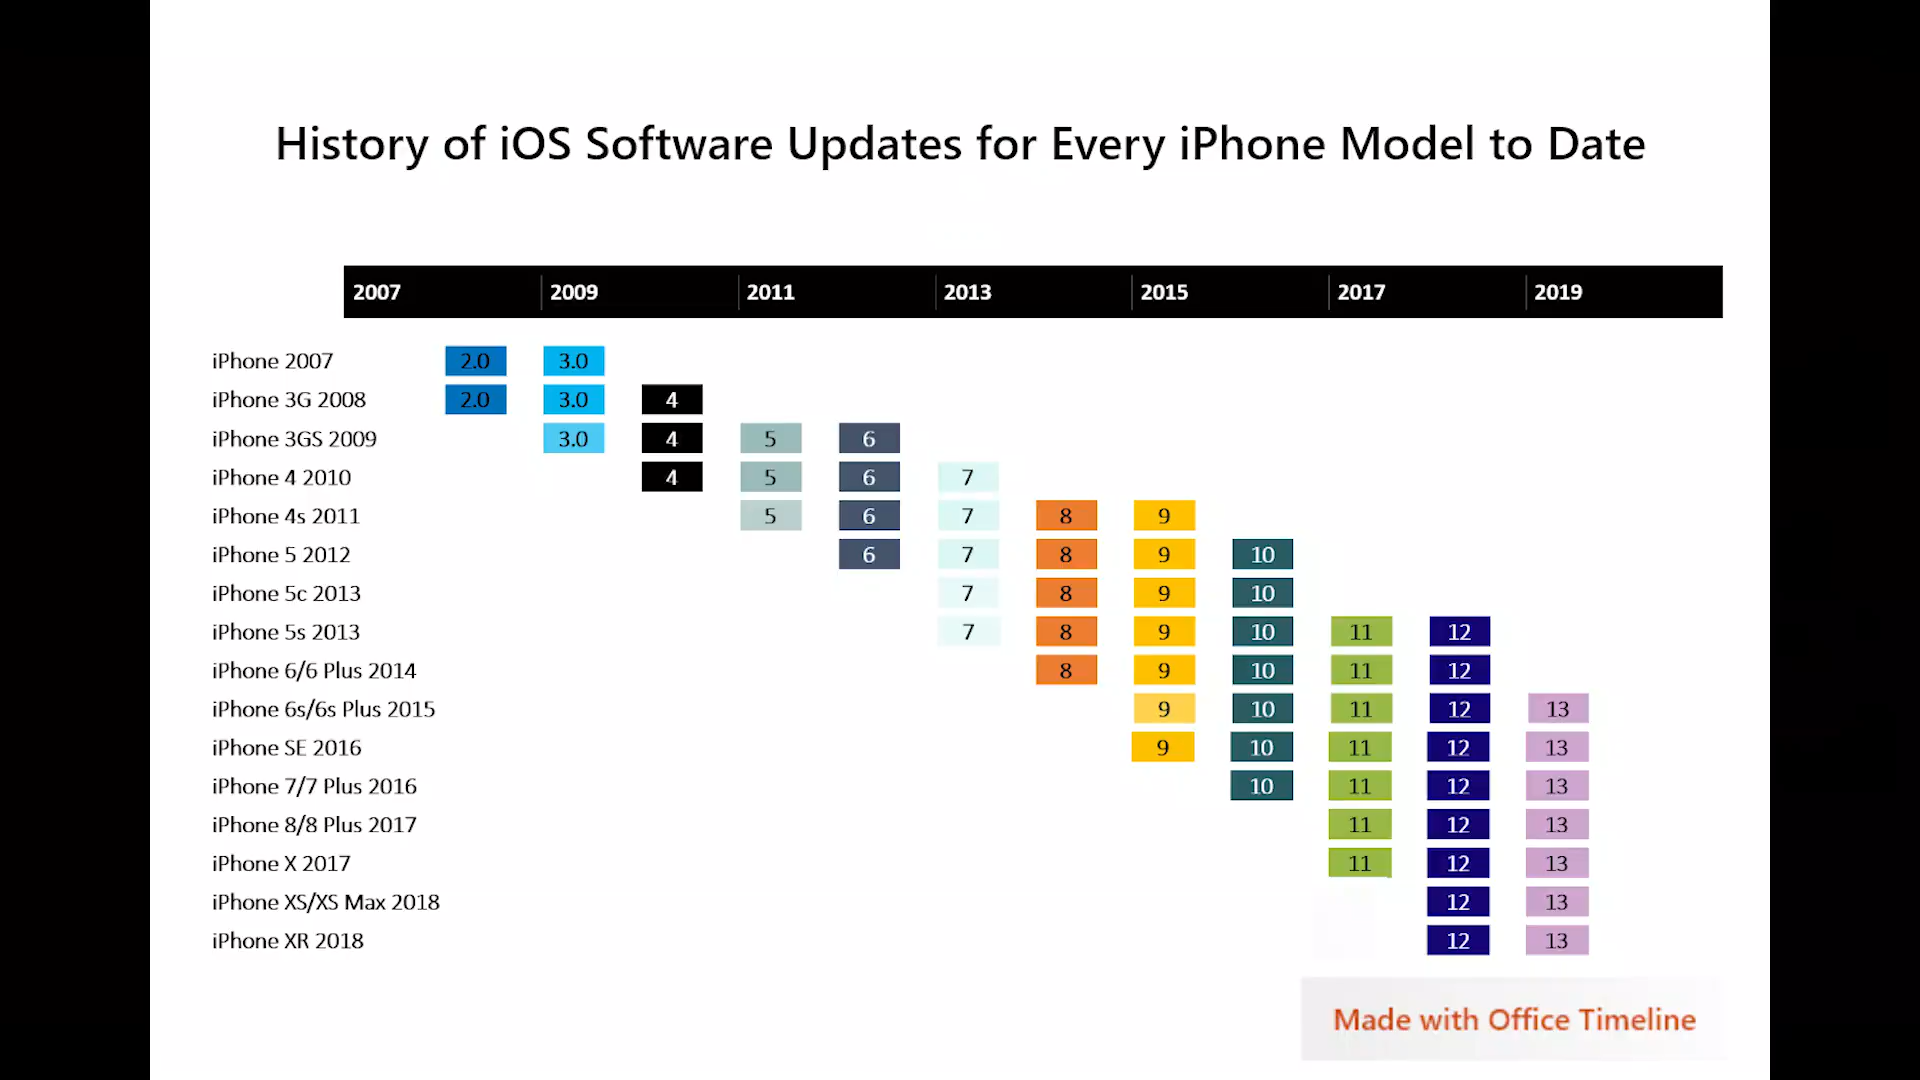 History of iOS Software Updates for Every iPhone Model to Date
2007 2009 2011 2013 2015 2017 2019
iPhone 2007 2.0 3.0
iPhone 3G 2008 2.0 3.0 4
iPhone 3GS 2009 3.0 4 5 6
iPhone 4 2010 4 5 6 7
iPhone 4s 2011 5 6 7 8 9
iPhone 5 2012 6 7 8 9 10
iPhone 5c 2013 7 8 9 10
iPhone 5s 2013 7 8 9 10 11 12
iPhone 6/6 Plus 2014 8 9 10 11 12
iPhone 6s/6s Plus 2015 9 10 11 12 13
iPhone SE 2016 9 10 11 12 13
iPhone 7/7 Plus 2016 10 11 12 13
iPhone 8/8 Plus 2017 11 12 13
iPhone X 2017 11 12 13
iPhone XS/XS Max 2018 12 13
iPhone XR 2018 12 13
Made with Office Timeline